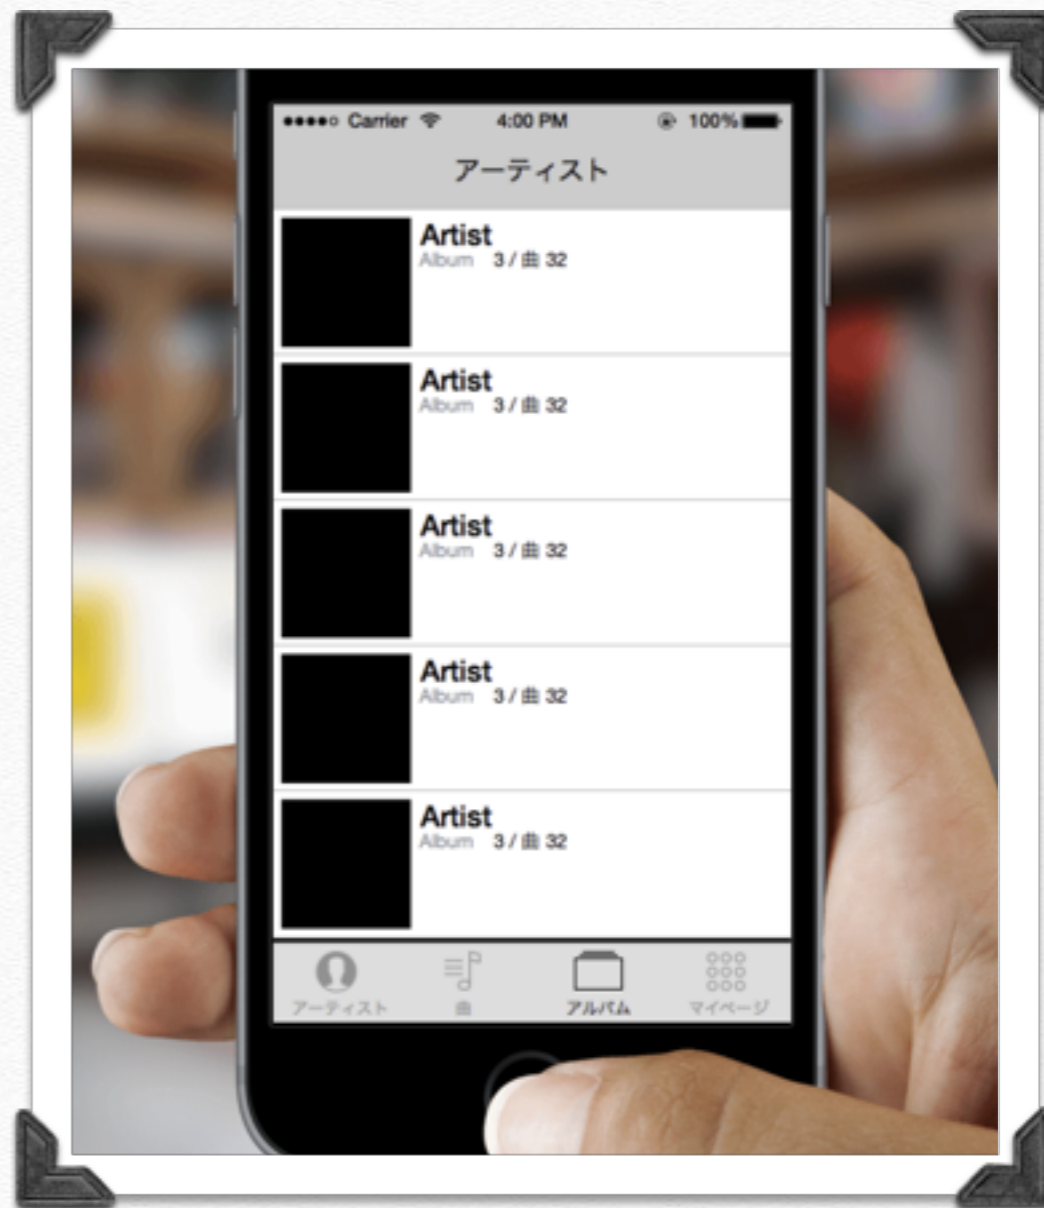 Carrier 4:00 PM 100%
アーティスト
Artist
Album 3 / 曲 32
Artist
Album 3 / 曲 32
Artist
Album 3 / 曲 32
Artist
Album 3 / 曲 32
Artist
Album 3 / 曲 32
アーティスト 曲 アルバム マイページ